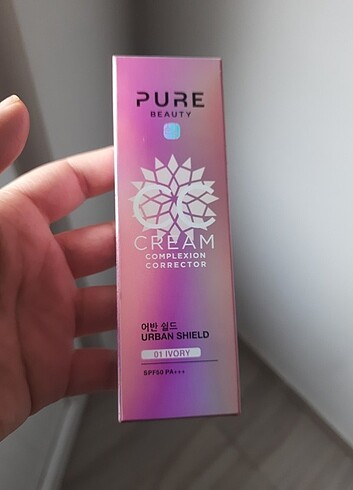 PURE
BEAUTY
CC
CREAM
COMPLEXION
CORRECTOR
어반 쉴드
URBAN SHIELD
01 IVORY
SPF50 PA+++